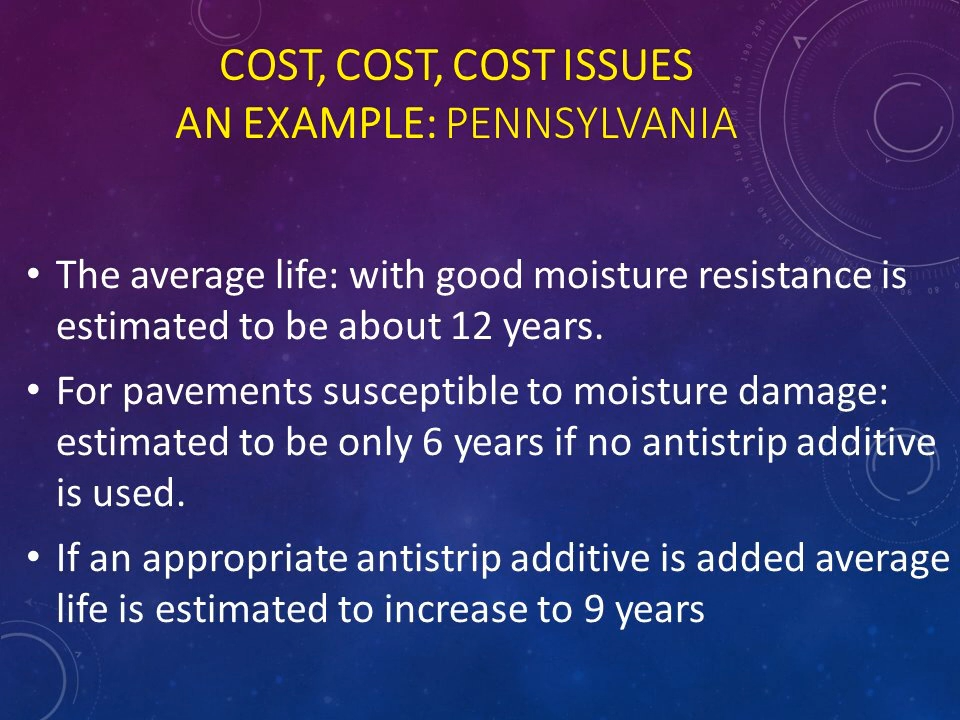 COST, COST, COST ISSUES
AN EXAMPLE: PENNSYLVANIA
• The average life: with good moisture resistance is
estimated to be about 12 years.
• For pavements susceptible to moisture damage:
estimated to be only 6 years if no antistrip additive
is used.
• If an appropriate antistrip additive is added average
life is estimated to increase to 9 years